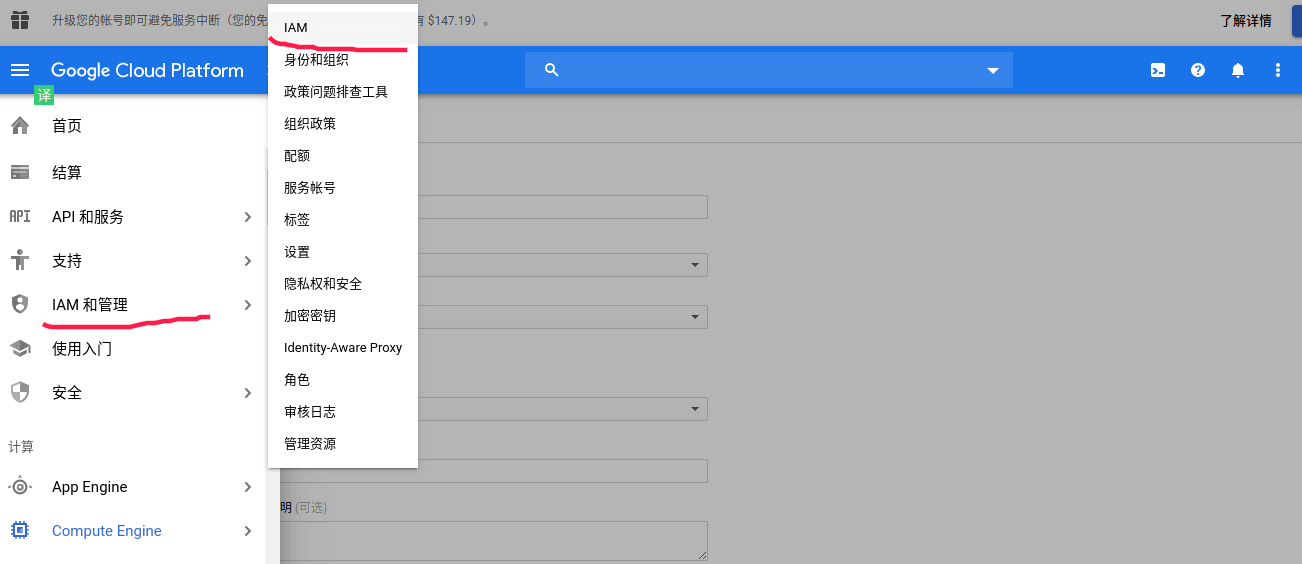 升级您的帐号即可避免服务中断（您的免
有 $147.19）。
了解详情
Google Cloud Platform
译
首页
结算
API
API 和服务
支持
IAM 和管理
使用入门
安全
计算
App Engine
Compute Engine
IAM
身份和组织
政策问题排查工具
组织政策
配额
服务帐号
标签
设置
隐私权和安全
加密密钥
Identity-Aware Proxy
角色
审核日志
管理资源
明 (可选)